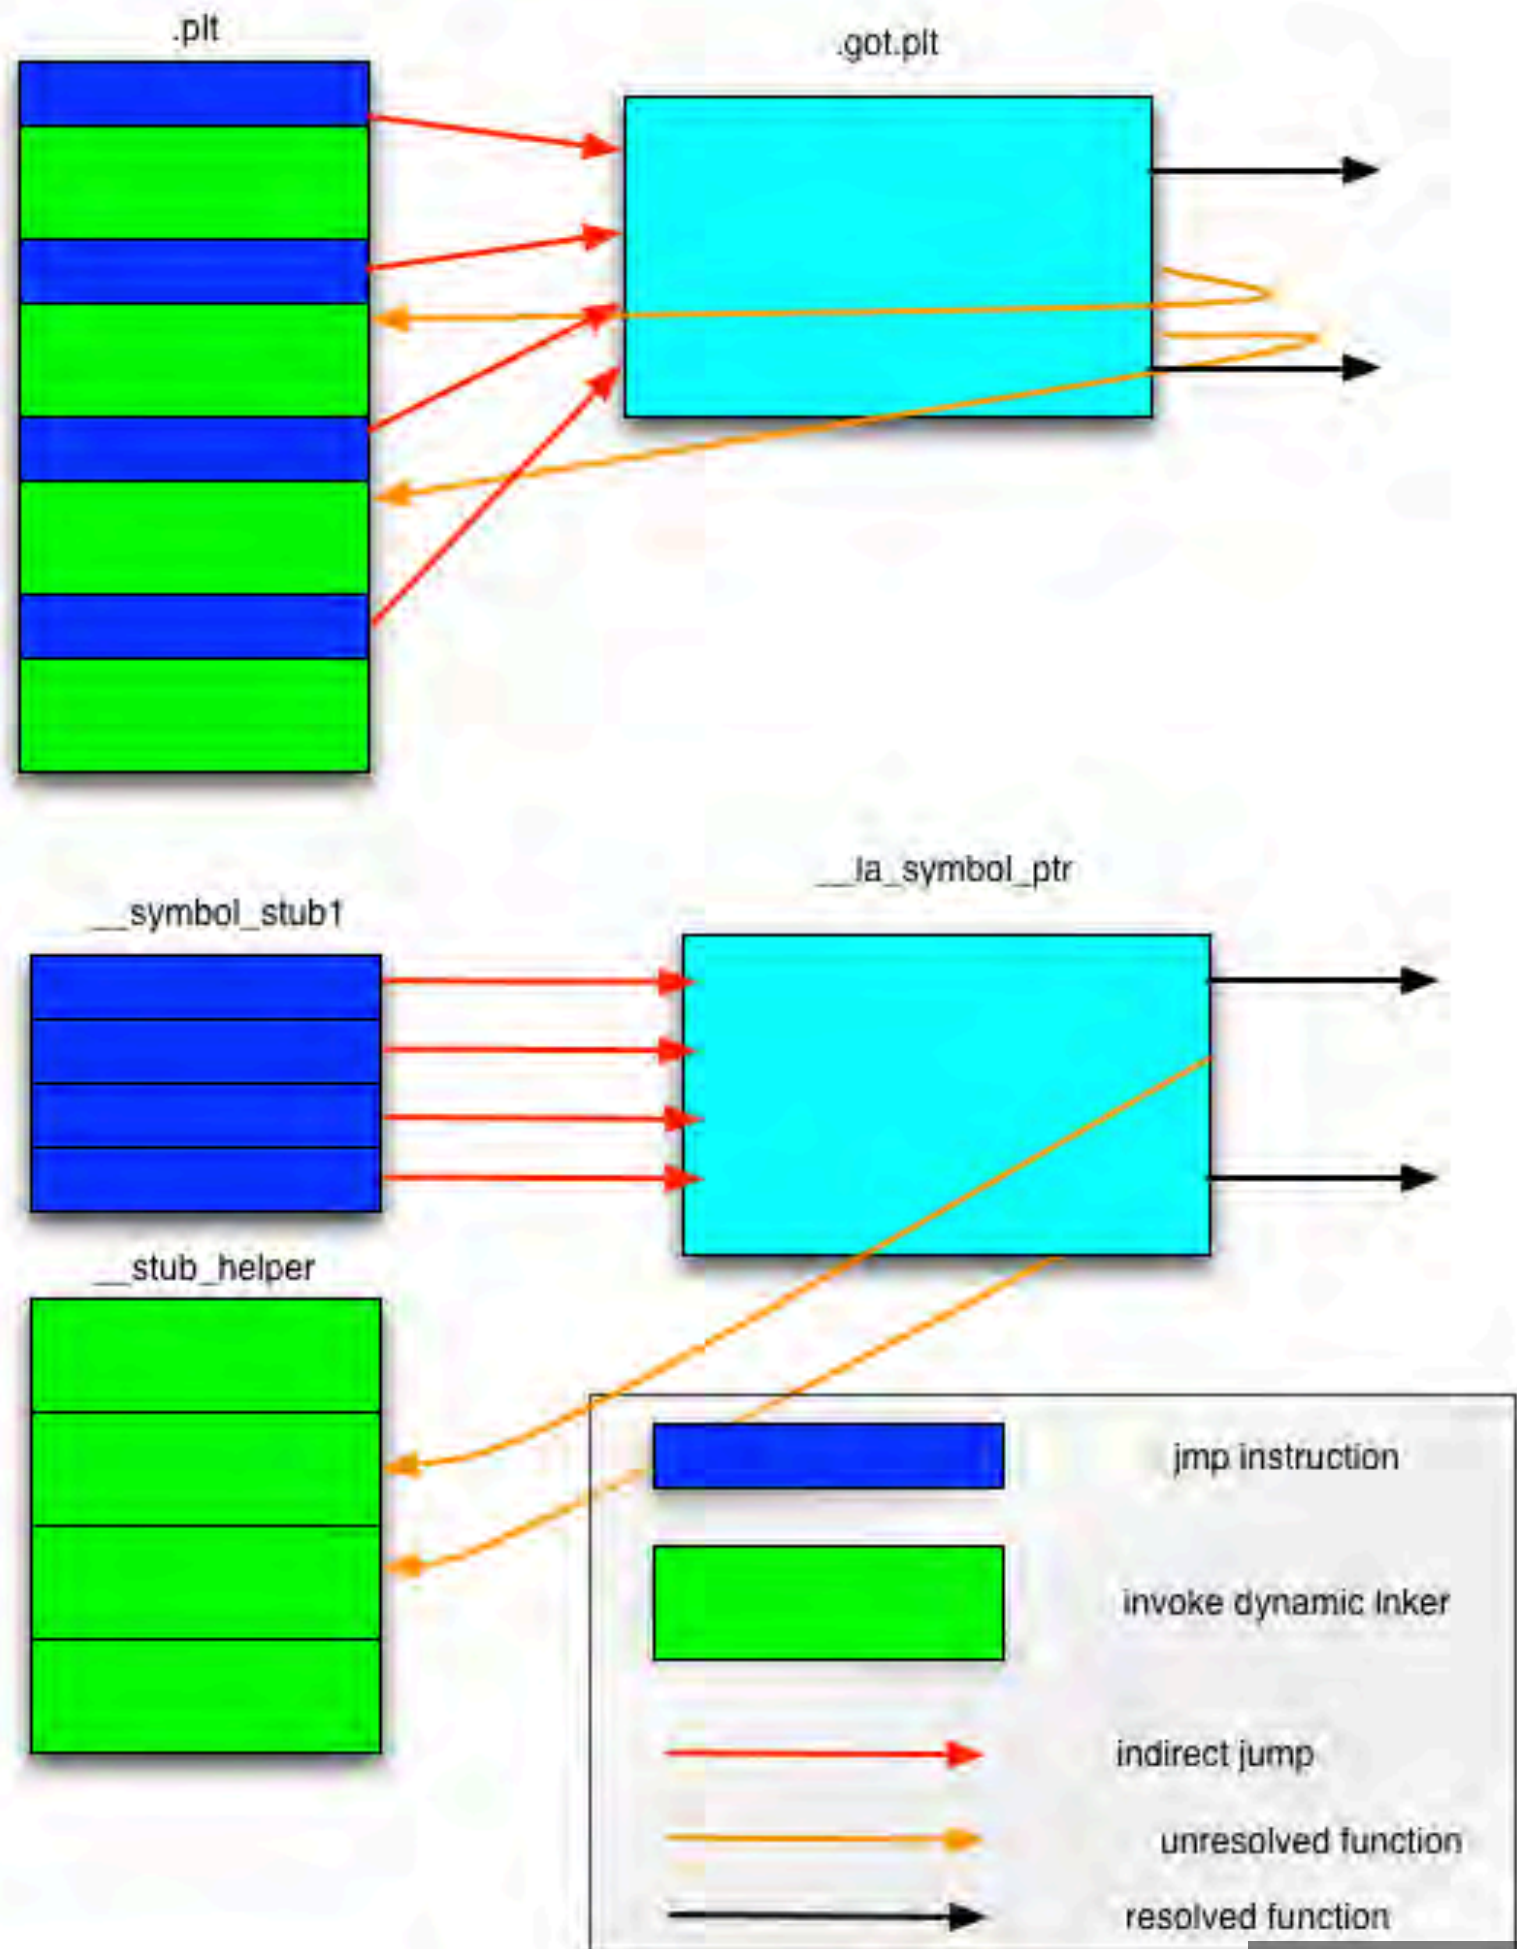 .plt
.got.plt
__la_symbol_ptr
__symbol_stub1
__stub_helper
jmp instruction
invoke dynamic lnker
indirect jump
unresolved function
resolved function